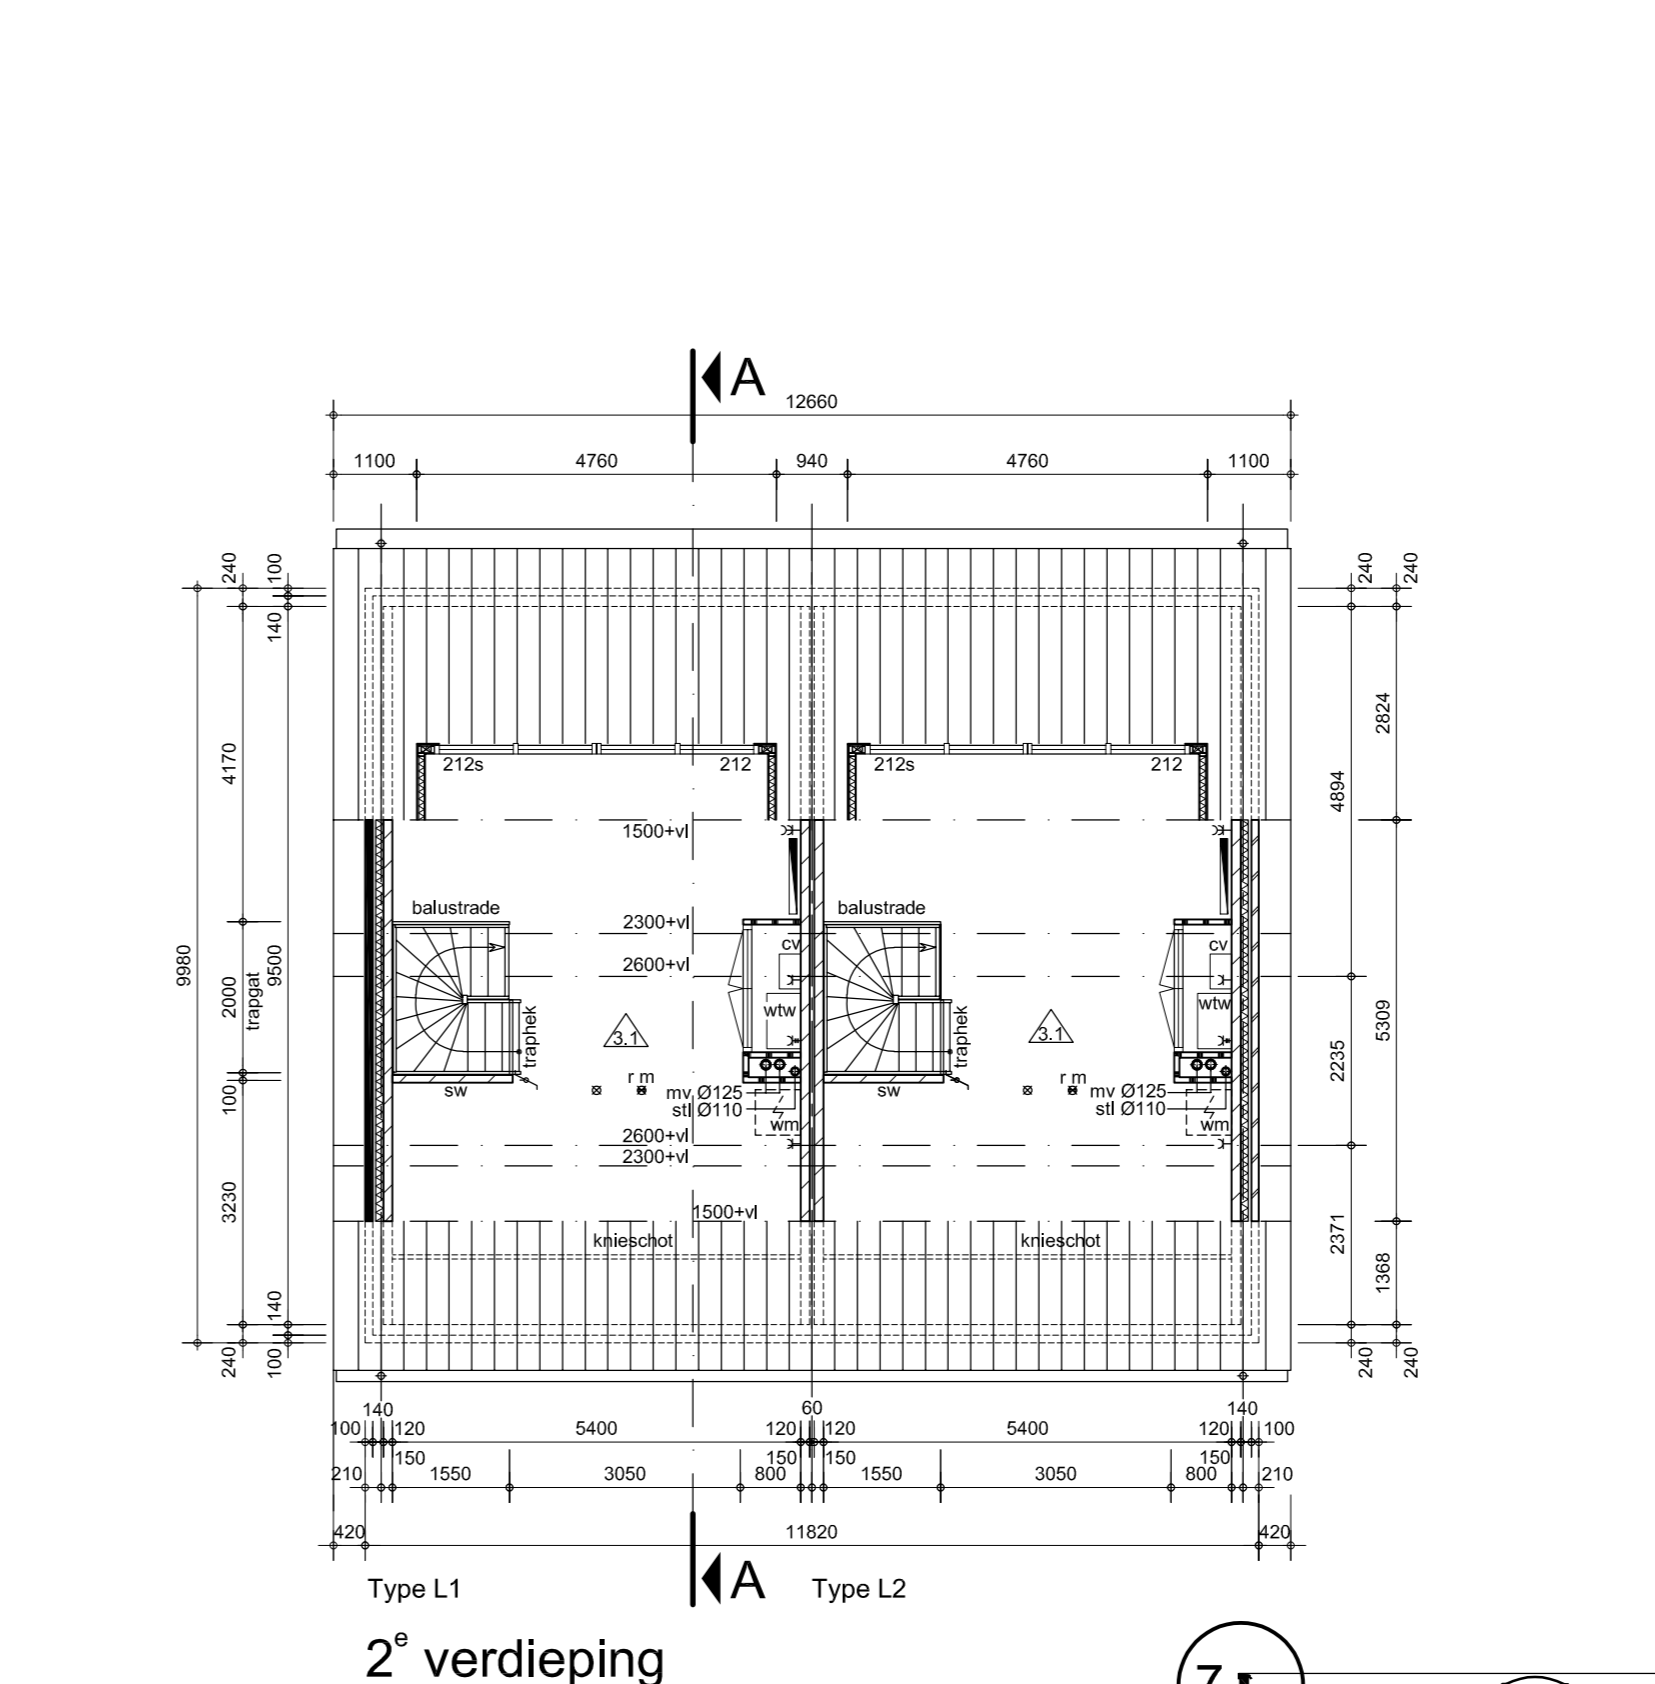 A
12660
1100 4760 940 4760 1100
240 100 240 240
140
212s 212 212s 212
4170 4894 2824
1500+vl
balustrade balustrade
2300+vl
cv cv
2600+vl
9980 2000 trapgat 9500 5309
wtw wtw
3.1 traphek 3.1 traphek
2235
r m r m
sw mv Ø125 sw mv Ø125
100 stl Ø110 stl Ø110
wm wm
2600+vl
2300+vl
3230 2371
1500+vl
knieschot knieschot
1368
140
240 100 240 240
140 60 140
100 120 5400 120 120 5400 120 100
150 150 150 150
210 1550 3050 800 1550 3050 800 210
420 11820 420
A
Type L1 Type L2
2e verdieping
7